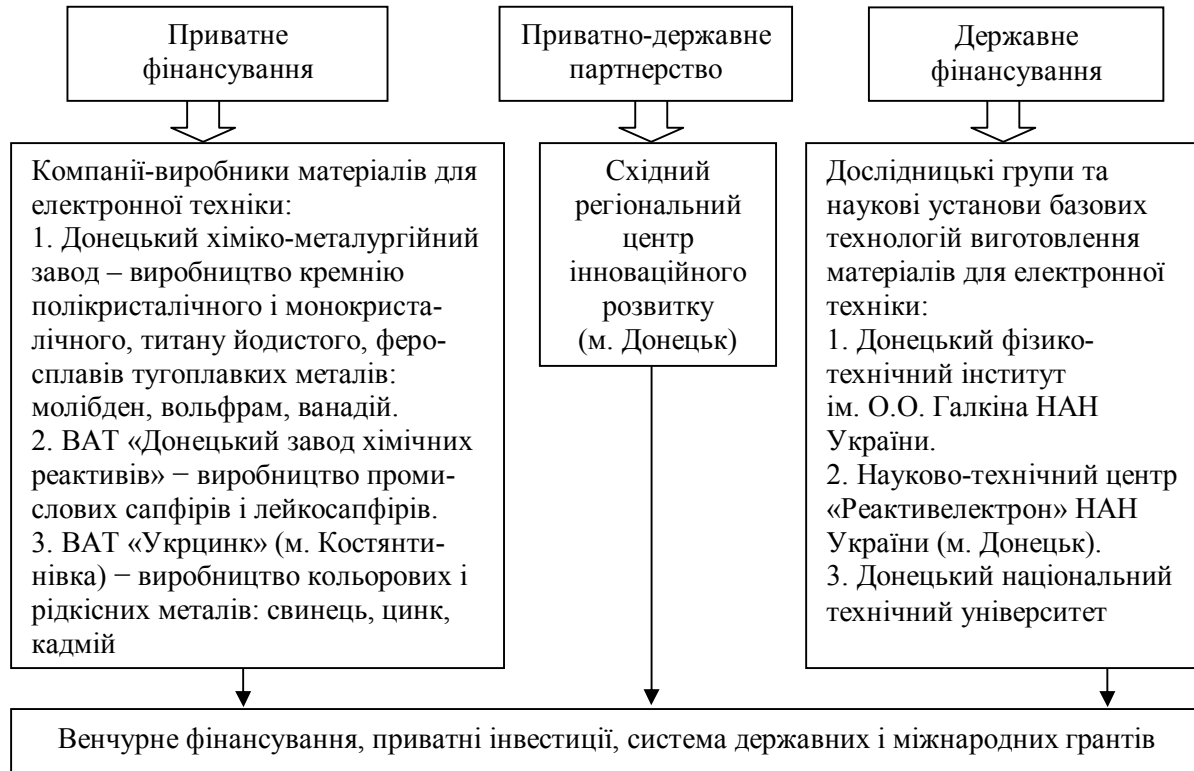 Приватне
фінансування
Приватно-державне
партнерство
Державне
фінансування
Компанії-виробники матеріалів для
електронної техніки:
1. Донецький хіміко-металургійний
завод – виробництво кремнію
полікристалічного і монокриста-
лічного, титану йодистого, феро-
сплавів тугоплавких металів:
молібден, вольфрам, ванадій.
2. ВАТ «Донецький завод хімічних
реактивів» − виробництво проми-
слових сапфірів і лейкосапфірів.
3. ВАТ «Укрцинк» (м. Костянти-
нівка) − виробництво кольорових і
рідкісних металів: свинець, цинк,
кадмій
Східний
регіональний
центр
інноваційного
розвитку
(м. Донецьк)
Дослідницькі групи та
наукові установи базових
технологій виготовлення
матеріалів для електронної
техніки:
1. Донецький фізико-
технічний інститут
ім. О.О. Галкіна НАН
України.
2. Науково-технічний центр
«Реактивелектрон» НАН
України (м. Донецьк).
3. Донецький національний
технічний університет
Венчурне фінансування, приватні інвестиції, система державних і міжнародних грантів